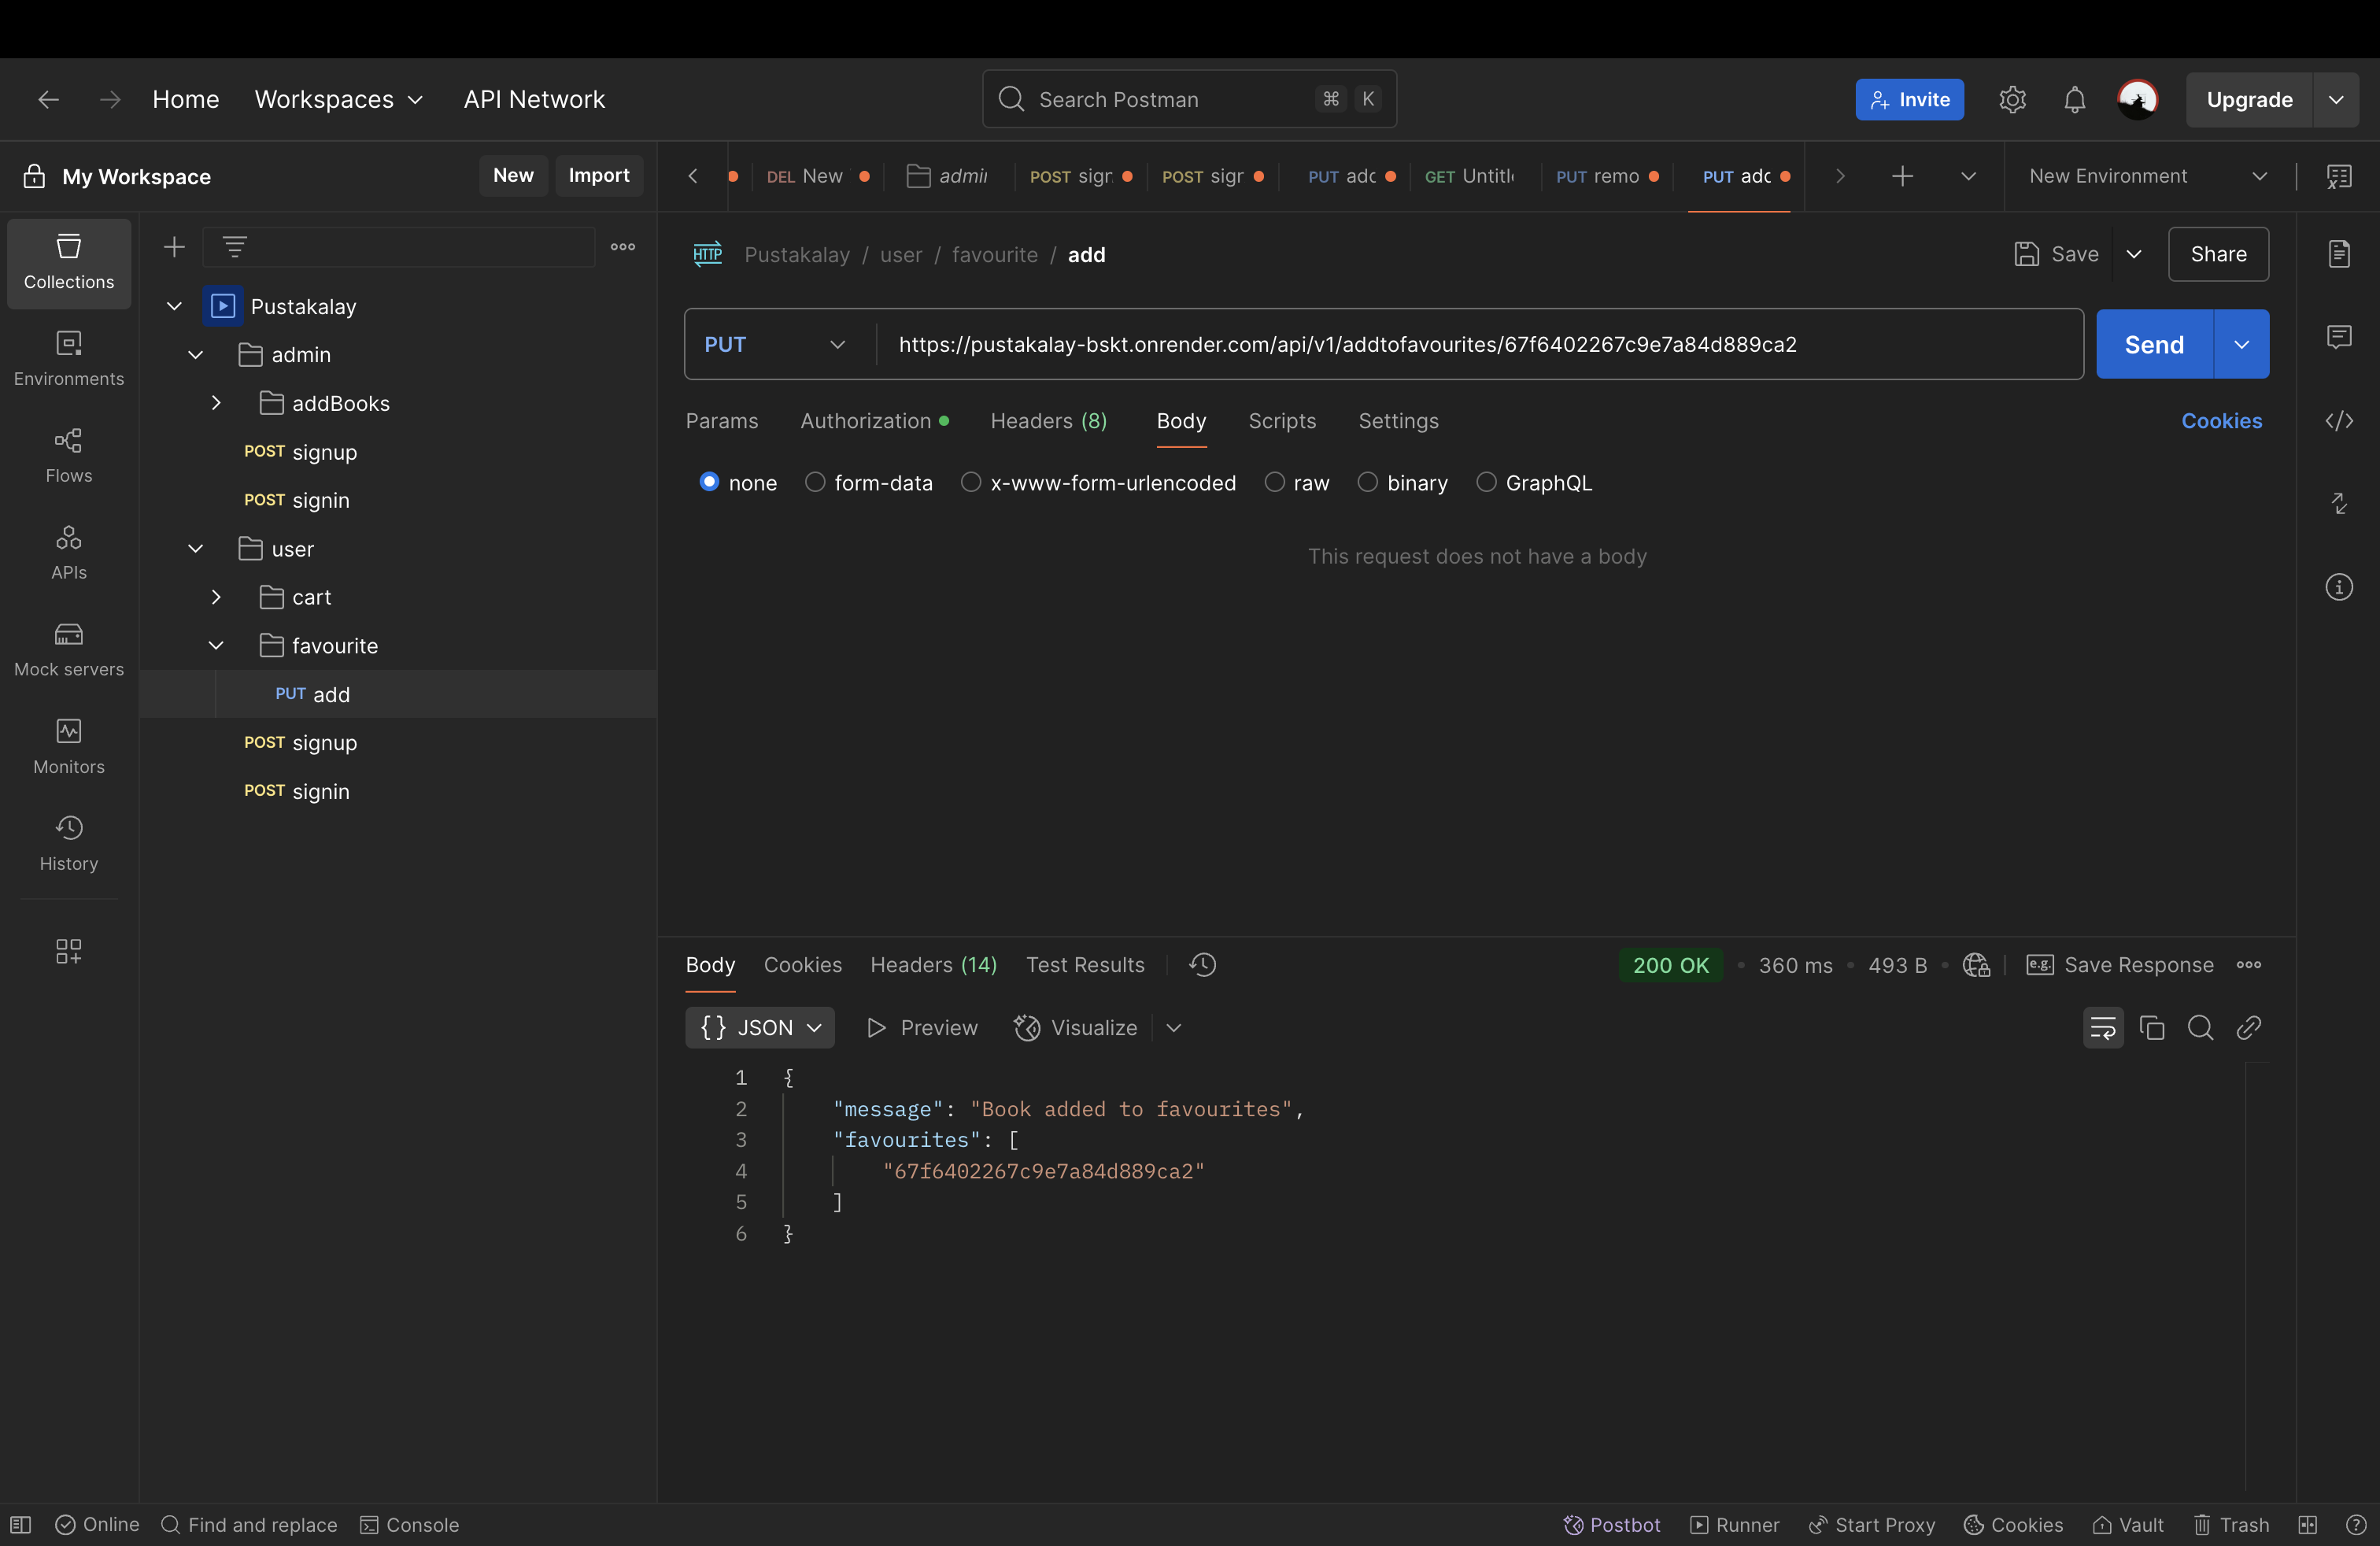 Home Workspaces API Network Search Postman ⌘ K Invite Upgrade
My Workspace New Import DEL New POST POST PUT GET PUT remo PUT New Environment
Collections
Environments
Flows
APIs
Mock servers
Monitors
History
Pustakalay
admin
addBooks
POST signup
POST signin
user
cart
favourite
PUT add
POST signup
POST signin
HTTP Pustakalay / user / favourite / add Save Share
PUT https://pustakalay-bskt.onrender.com/api/v1/addtofavourites/67f6402267c9e7a84d889ca2 Send
Params Authorization Headers (8) Body Scripts Settings Cookies
none form-data x-www-form-urlencoded raw binary GraphQL
This request does not have a body
Body Cookies Headers (14) Test Results 200 OK • 360 ms • 493 B • e.g. Save Response
{} JSON Preview Visualize
1 {
2 "message": "Book added to favourites",
3 "favourites": [
4 "67f6402267c9e7a84d889ca2"
5 ]
6 }
Online Find and replace Console Postbot Runner Start Proxy Cookies Vault Trash